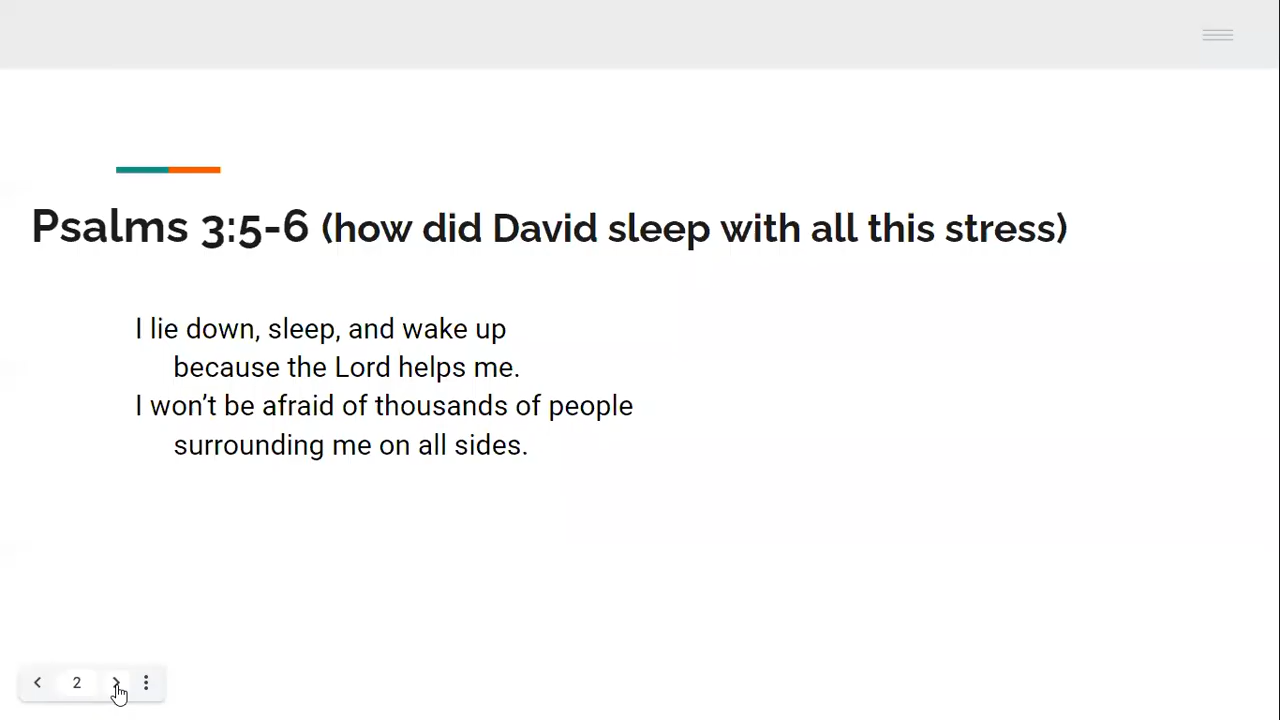 Psalms 3:5-6 (how did David sleep with all this stress)
I lie down, sleep, and wake up
because the Lord helps me.
I won’t be afraid of thousands of people
surrounding me on all sides.
2